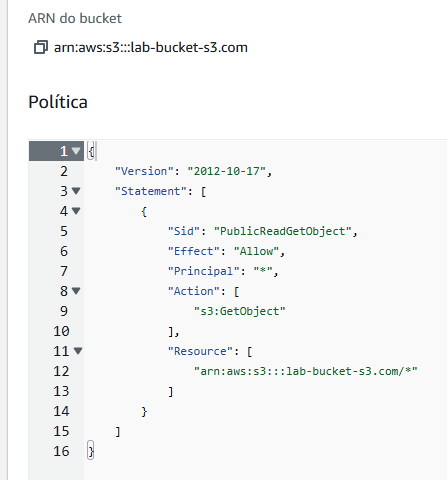 ARN do bucket
arn:aws:s3:::lab-bucket-s3.com
Política
1 {
2 "Version": "2012-10-17",
3 "Statement": [
4 {
5 "Sid": "PublicReadGetObject",
6 "Effect": "Allow",
7 "Principal": "*",
8 "Action": [
9 "s3:GetObject"
10 ],
11 "Resource": [
12 "arn:aws:s3:::lab-bucket-s3.com/*"
13 ]
14 }
15 ]
16 }